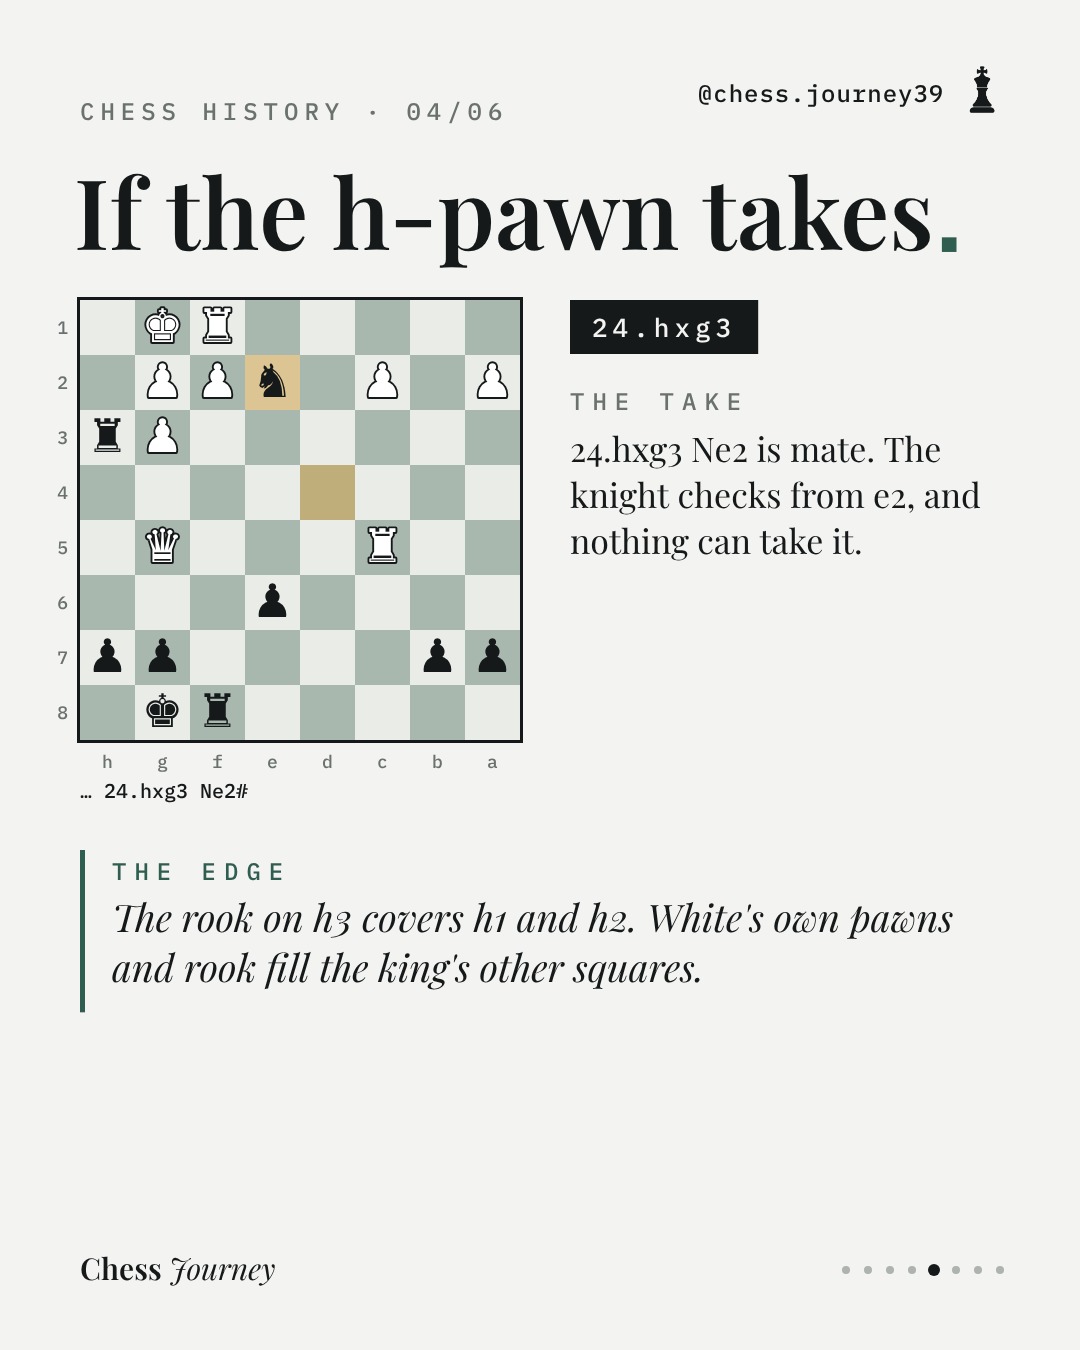 CHESS HISTORY · 04/06
@chess.journey39
If the h-pawn takes.
1
2
3
4
5
6
7
8
h g f e d c b a
… 24.hxg3 Ne2#
24.hxg3
THE TAKE
24.hxg3 Ne2 is mate. The
knight checks from e2, and
nothing can take it.
THE EDGE
The rook on h3 covers h1 and h2. White's own pawns
and rook fill the king's other squares.
Chess Journey